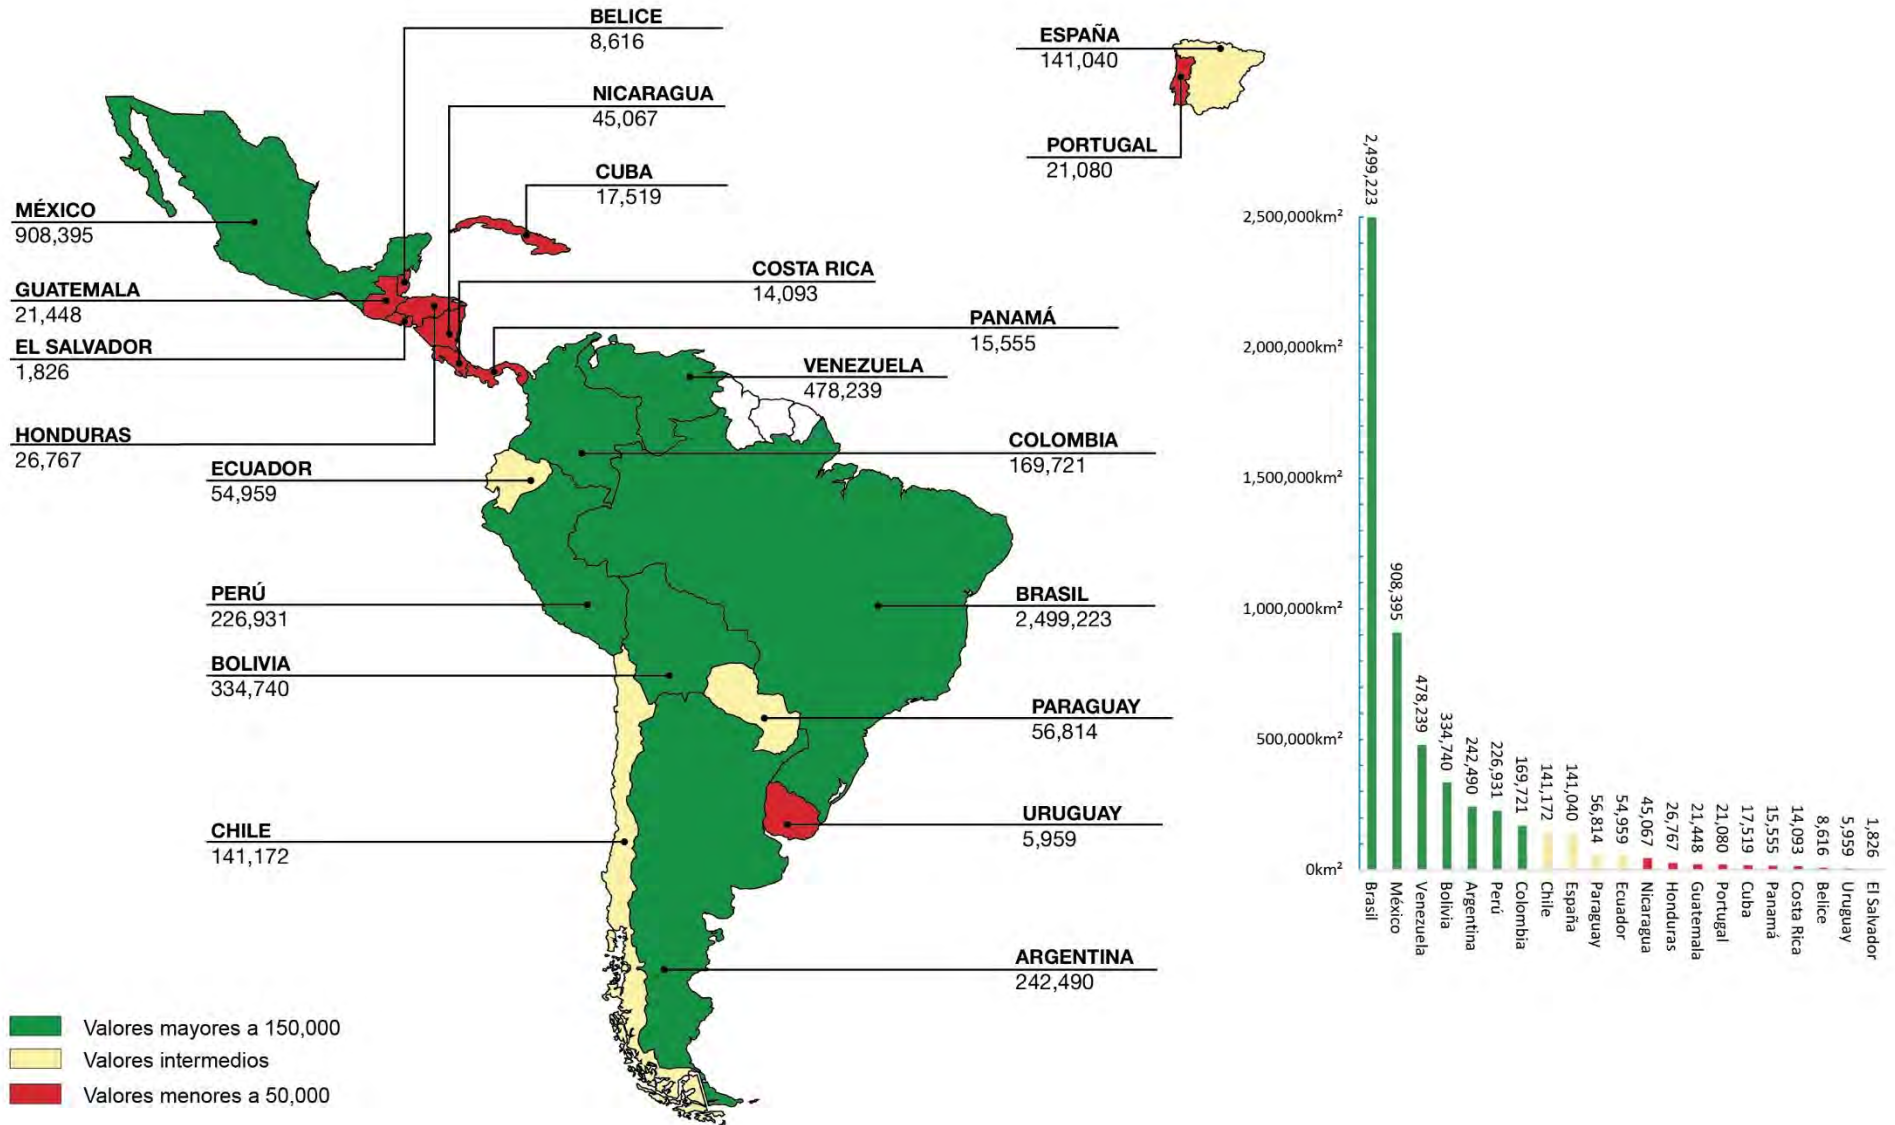 BELICE
8,616
NICARAGUA
45,067
CUBA
17,519
MÉXICO
908,395
GUATEMALA
21,448
EL SALVADOR
1,826
HONDURAS
26,767
COSTA RICA
14,093
PANAMÁ
15,555
VENEZUELA
478,239
COLOMBIA
169,721
ECUADOR
54,959
PERÚ
226,931
BOLIVIA
334,740
CHILE
141,172
BRASIL
2,499,223
PARAGUAY
56,814
URUGUAY
5,959
ARGENTINA
242,490
ESPAÑA
141,040
PORTUGAL
21,080
Valores mayores a 150,000
Valores intermedios
Valores menores a 50,000
2,500,000km²
2,000,000km²
1,500,000km²
1,000,000km²
500,000km²
0km²
2,499,223
908,395
478,239
334,740
242,490
226,931
169,721
141,172
141,040
56,814
54,959
45,067
26,767
21,448
21,080
17,519
15,555
14,093
8,616
5,959
1,826
Brasil
México
Venezuela
Bolivia
Argentina
Perú
Colombia
Chile
España
Paraguay
Ecuador
Nicaragua
Honduras
Guatemala
Portugal
Cuba
Panamá
Costa Rica
Belice
Uruguay
El Salvador